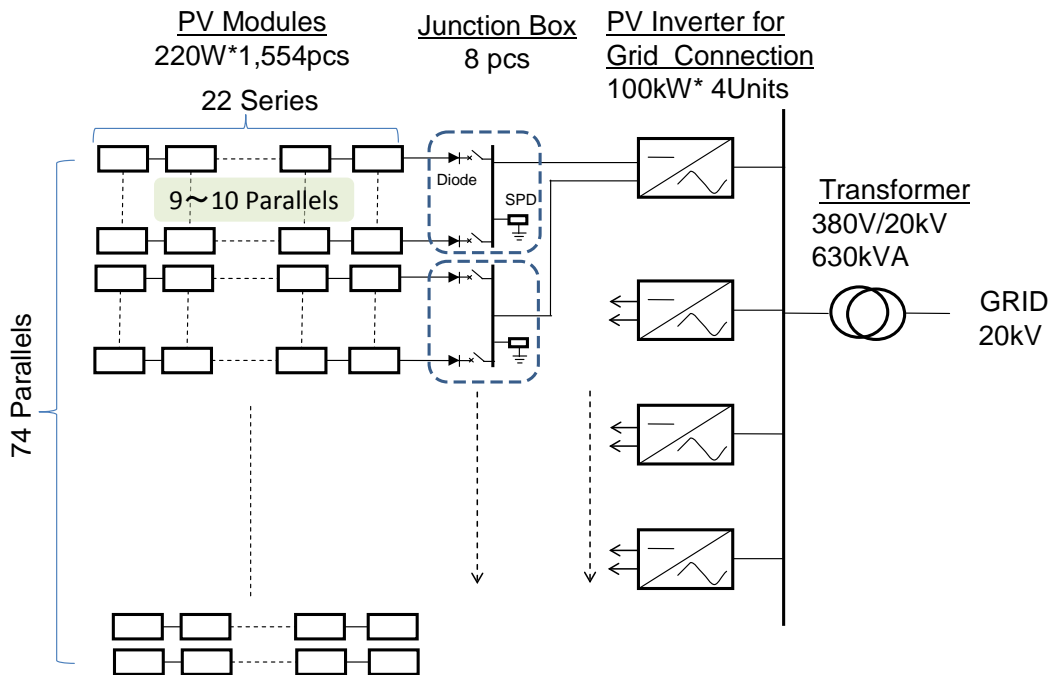 PV Modules
220W*1,554pcs
22 Series
Junction Box
8 pcs
PV Inverter for
Grid Connection
100kW* 4Units
Diode
SPD
9～10 Parallels
74 Parallels
Transformer
380V/20kV
630kVA
GRID
20kV